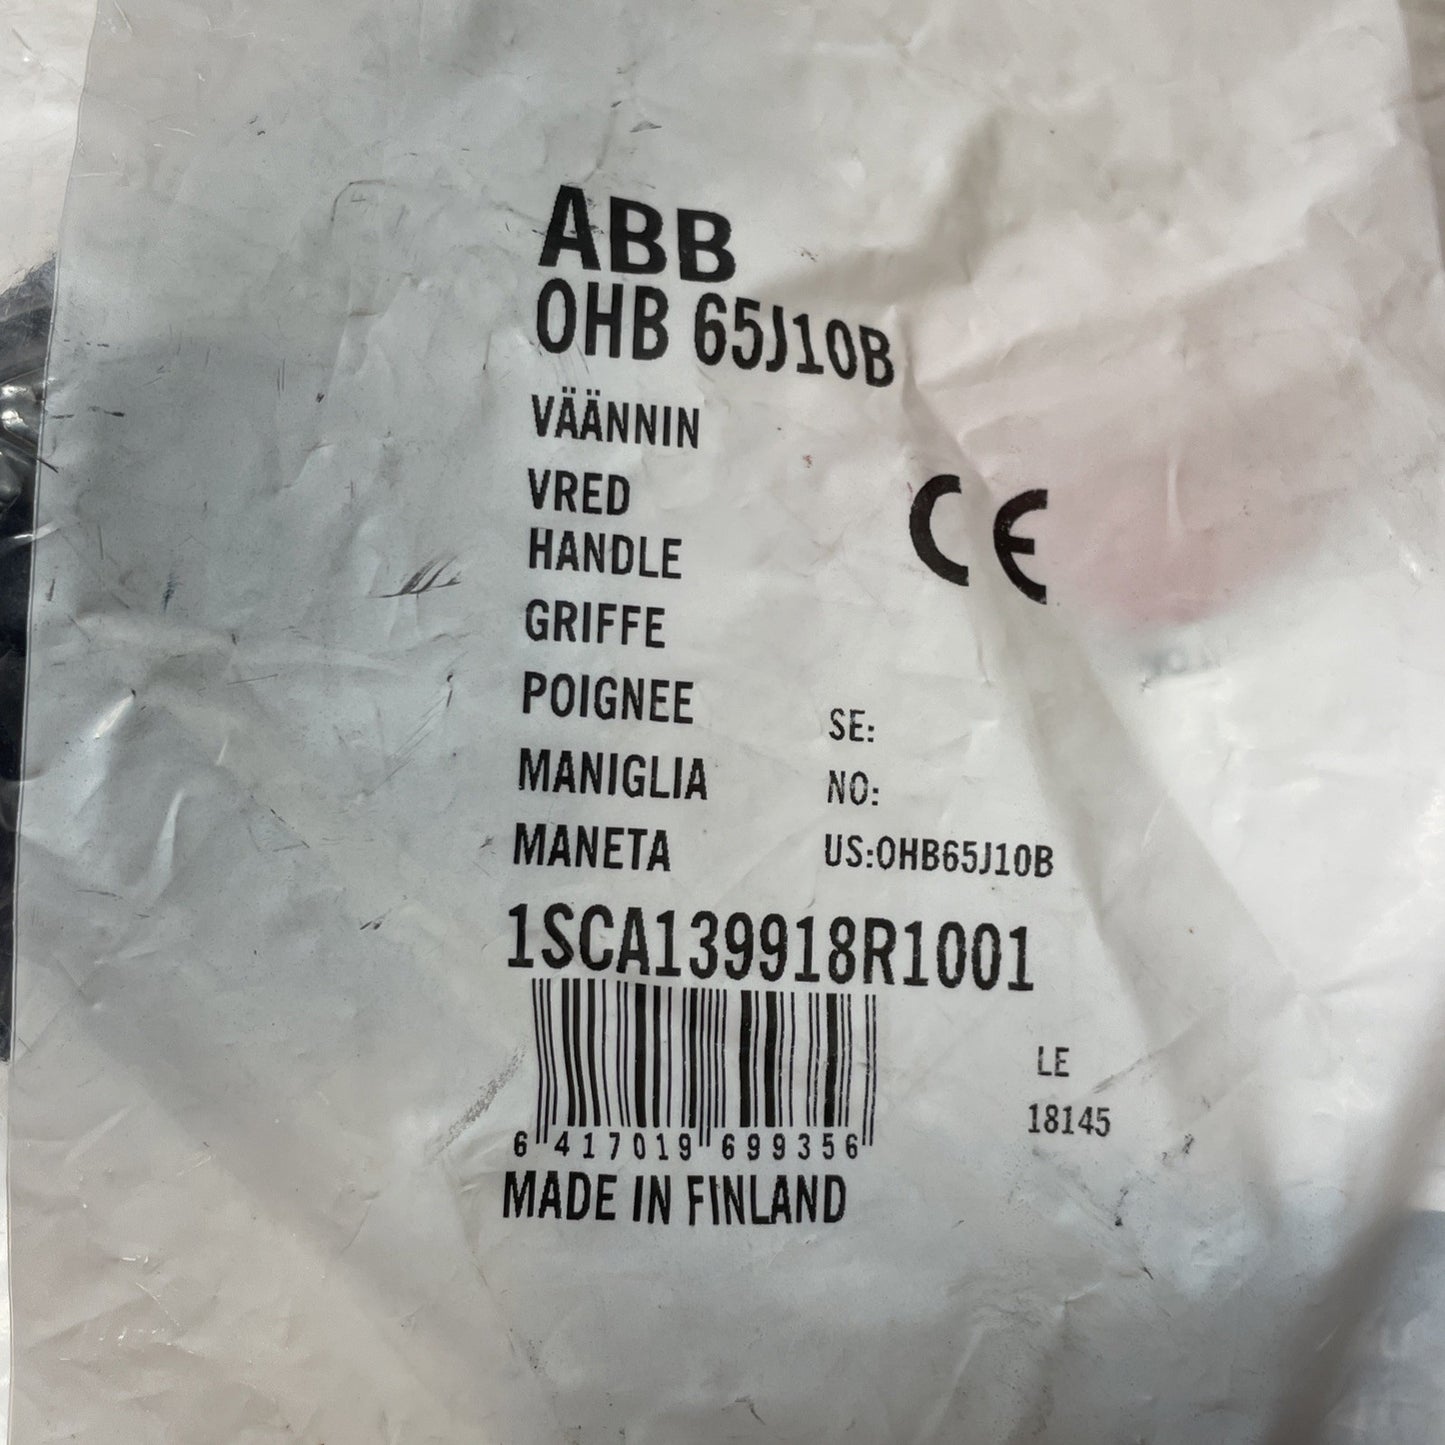 ABB
OHB 65J10B
VÄÄNNIN
VRED
HANDLE
GRIFFE
POIGNEE
MANIGLIA
MANETA
CE
SE:
NO:
US:OHB65J10B
1SCA139918R1001
6 417019 699356
MADE IN FINLAND
LE
18145